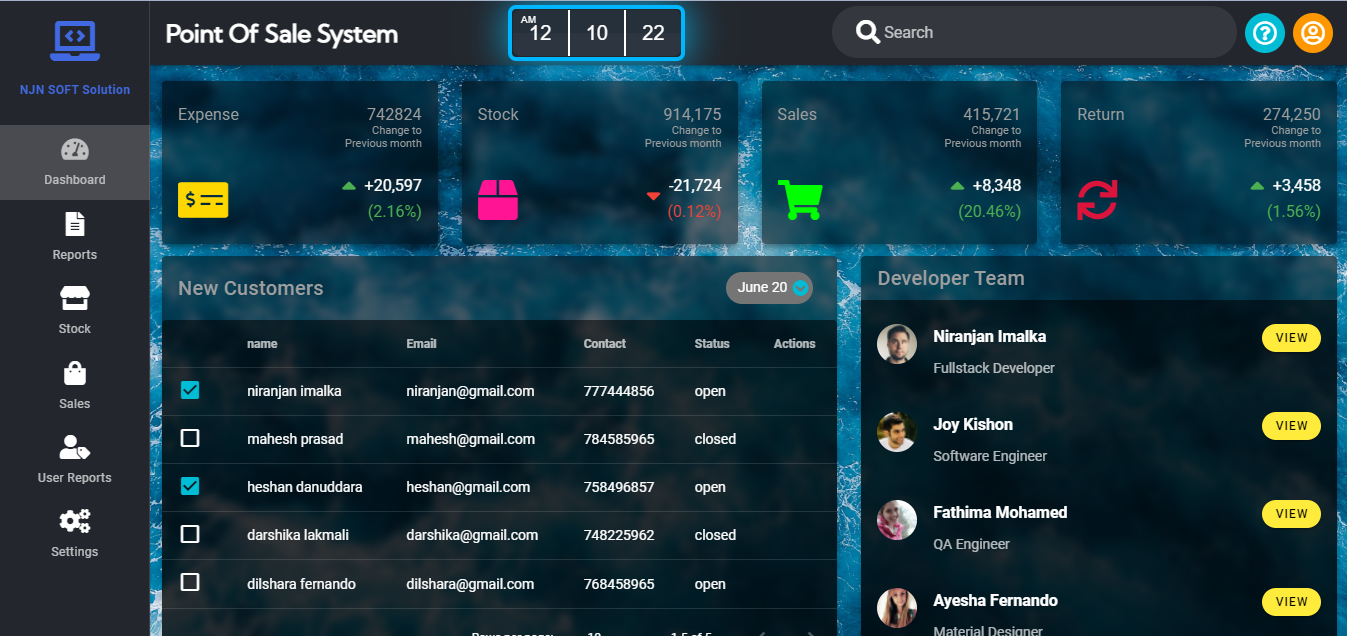 Point Of Sale System
AM
12 10 22
Search
NJN SOFT Solution
Dashboard
Reports
Stock
Sales
User Reports
Settings
Expense 742824
Change to
Previous month
+20,597
(2.16%)
Stock 914,175
Change to
Previous month
-21,724
(0.12%)
Sales 415,721
Change to
Previous month
+8,348
(20.46%)
Return 274,250
Change to
Previous month
+3,458
(1.56%)
New Customers June 20
name Email Contact Status Actions
niranjan imalka niranjan@gmail.com 777444856 open
mahesh prasad mahesh@gmail.com 784585965 closed
heshan danuddara heshan@gmail.com 758496857 open
darshika lakmali darshika@gmail.com 748225962 closed
dilshara fernando dilshara@gmail.com 768458965 open
Rows per page: 10 1-5 of 5
Developer Team
Niranjan Imalka VIEW
Fullstack Developer
Joy Kishon VIEW
Software Engineer
Fathima Mohamed VIEW
QA Engineer
Ayesha Fernando VIEW
Material Designer